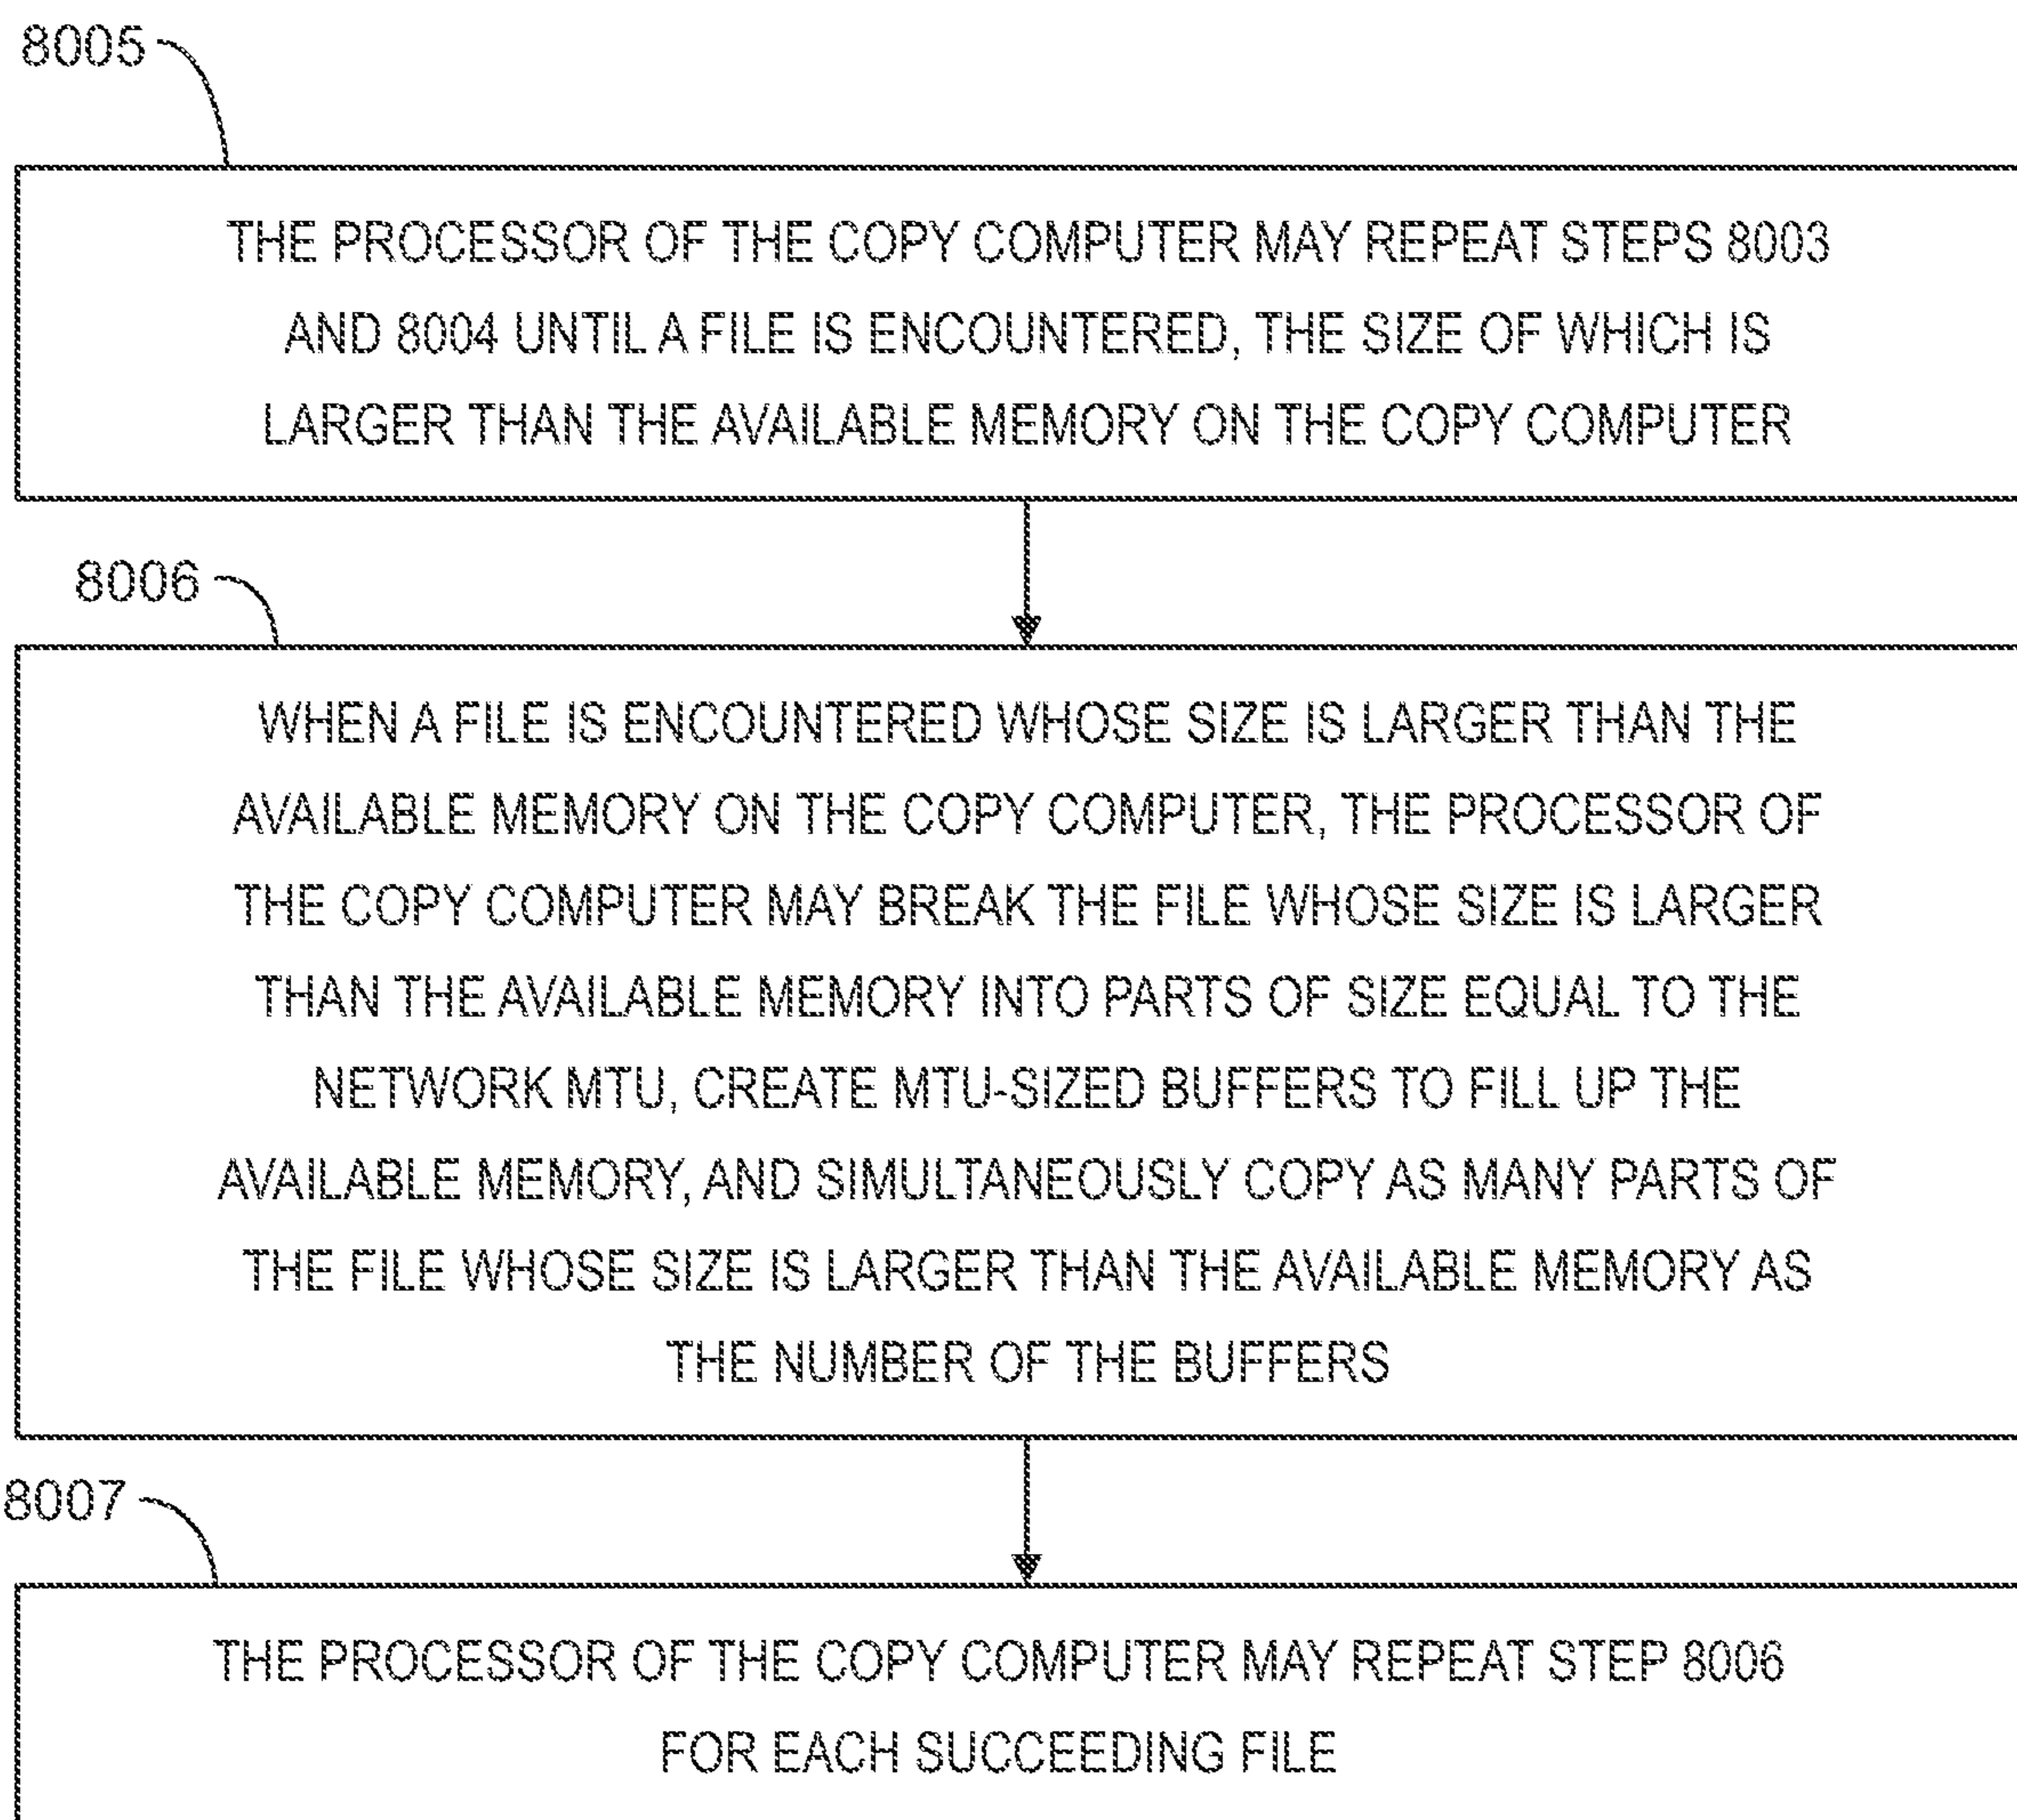 8005
THE PROCESSOR OF THE COPY COMPUTER MAY REPEAT STEPS 8003
AND 8004 UNTIL A FILE IS ENCOUNTERED, THE SIZE OF WHICH IS
LARGER THAN THE AVAILABLE MEMORY ON THE COPY COMPUTER
8006
WHEN A FILE IS ENCOUNTERED WHOSE SIZE IS LARGER THAN THE
AVAILABLE MEMORY ON THE COPY COMPUTER, THE PROCESSOR OF
THE COPY COMPUTER MAY BREAK THE FILE WHOSE SIZE IS LARGER
THAN THE AVAILABLE MEMORY INTO PARTS OF SIZE EQUAL TO THE
NETWORK MTU, CREATE MTU-SIZED BUFFERS TO FILL UP THE
AVAILABLE MEMORY, AND SIMULTANEOUSLY COPY AS MANY PARTS OF
THE FILE WHOSE SIZE IS LARGER THAN THE AVAILABLE MEMORY AS
THE NUMBER OF THE BUFFERS
8007
THE PROCESSOR OF THE COPY COMPUTER MAY REPEAT STEP 8006
FOR EACH SUCCEEDING FILE